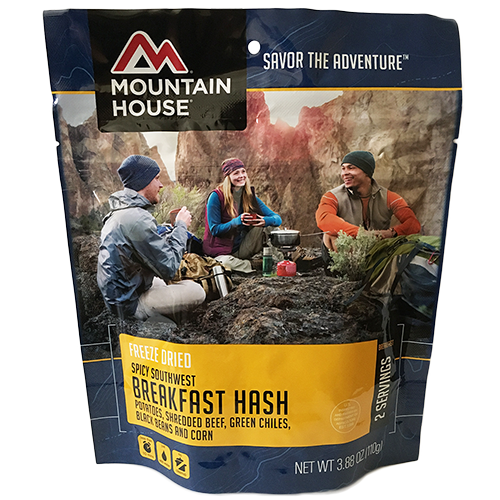 SAVOR THE ADVENTURE™
MOUNTAIN
HOUSE®
FREEZE DRIED
SPICY SOUTHWEST
BREAKFAST HASH
POTATOES, SHREDDED BEEF, GREEN CHILES,
BLACK BEANS AND CORN
2 SERVINGS
NET WT 3.88 OZ (110g)